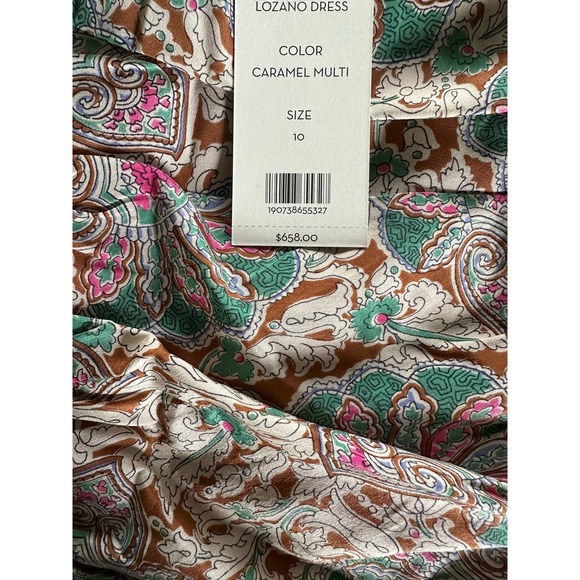 LOZANO DRESS
COLOR
CARAMEL MULTI
SIZE
10
190738655327
$658.00